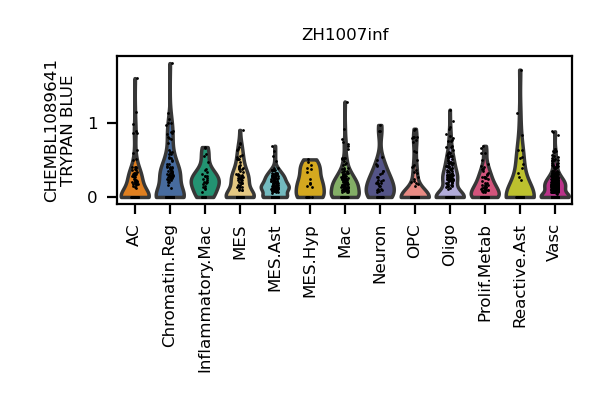 ZH1007inf
CHEMBL1089641
TRYPAN BLUE
1
0
AC
Chromatin.Reg
Inflammatory.Mac
MES
MES.Ast
MES.Hyp
Mac
Neuron
OPC
Oligo
Prolif.Metab
Reactive.Ast
Vasc